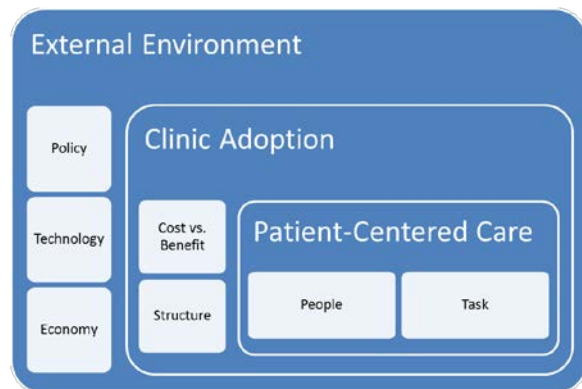 External Environment
Policy
Technology
Economy
Clinic Adoption
Cost vs.
Benefit
Structure
Patient-Centered Care
People
Task